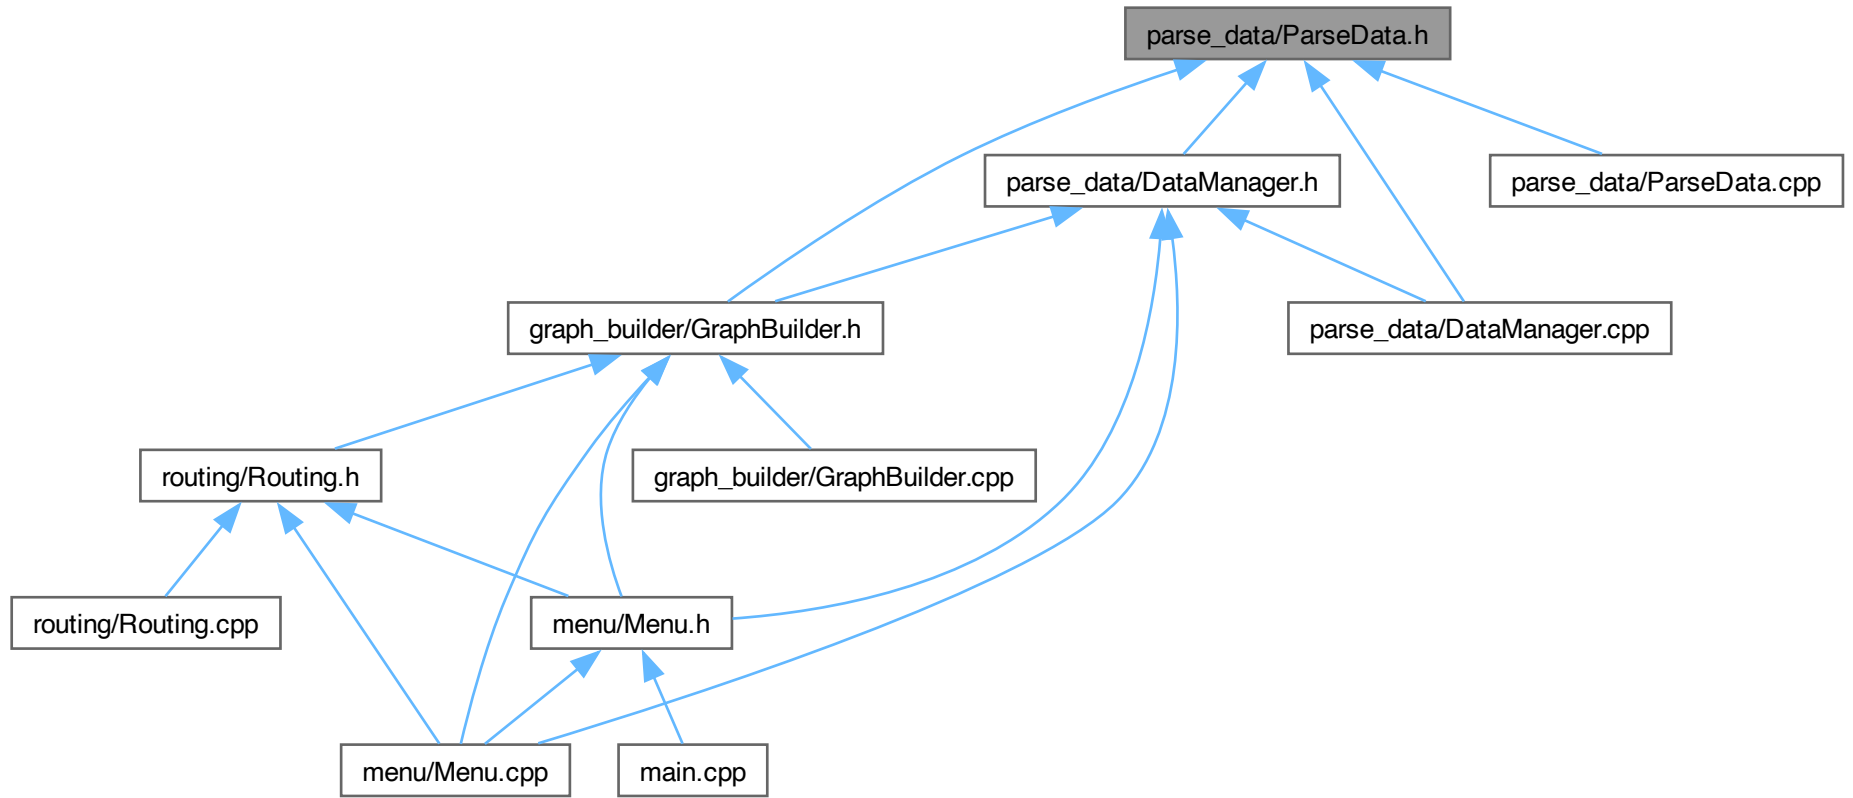 parse_data/ParseData.h
parse_data/DataManager.h
parse_data/ParseData.cpp
graph_builder/GraphBuilder.h
parse_data/DataManager.cpp
routing/Routing.h
graph_builder/GraphBuilder.cpp
routing/Routing.cpp
menu/Menu.h
menu/Menu.cpp
main.cpp